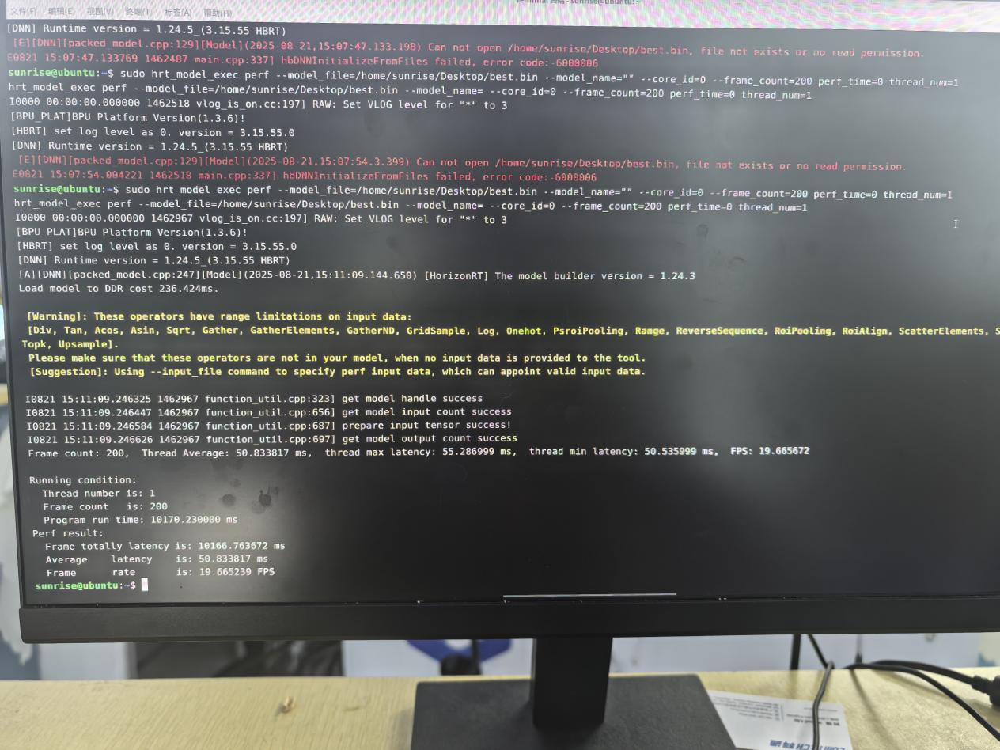 Terminal 终端 - sunrise@ubuntu: ~
文件(F) 编辑(E) 视图(V) 终端(T) 标签(A) 帮助(H)
[DNN] Runtime version = 1.24.5_(3.15.55 HBRT)
[E][DNN][packed_model.cpp:129][Model](2025-08-21,15:07:47.133.198) Can not open /home/sunrise/Desktop/best.bin, file not exists or no read permission.
E0821 15:07:47.133769 1462487 main.cpp:337] hbDNNInitializeFromFiles failed, error code:-6000006
sunrise@ubuntu:~$ sudo hrt_model_exec perf --model_file=/home/sunrise/Desktop/best.bin --model_name="" --core_id=0 --frame_count=200 perf_time=0 thread_num=1
hrt_model_exec perf --model_file=/home/sunrise/Desktop/best.bin --model_name= --core_id=0 --frame_count=200 perf_time=0 thread_num=1
I0000 00:00:00.000000 1462518 vlog_is_on.cc:197] RAW: Set VLOG level for "*" to 3
[BPU_PLAT]BPU Platform Version(1.3.6)!
[HBRT] set log level as 0. version = 3.15.55.0
[DNN] Runtime version = 1.24.5_(3.15.55 HBRT)
[E][DNN][packed_model.cpp:129][Model](2025-08-21,15:07:54.3.399) Can not open /home/sunrise/Desktop/best.bin, file not exists or no read permission.
E0821 15:07:54.004221 1462518 main.cpp:337] hbDNNInitializeFromFiles failed, error code:-6000006
sunrise@ubuntu:~$ sudo hrt_model_exec perf --model_file=/home/sunrise/Desktop/best.bin --model_name="" --core_id=0 --frame_count=200 perf_time=0 thread_num=1
hrt_model_exec perf --model_file=/home/sunrise/Desktop/best.bin --model_name= --core_id=0 --frame_count=200 perf_time=0 thread_num=1
I0000 00:00:00.000000 1462967 vlog_is_on.cc:197] RAW: Set VLOG level for "*" to 3
[BPU_PLAT]BPU Platform Version(1.3.6)!
[HBRT] set log level as 0. version = 3.15.55.0
[DNN] Runtime version = 1.24.5_(3.15.55 HBRT)
[A][DNN][packed_model.cpp:247][Model](2025-08-21,15:11:09.144.650) [HorizonRT] The model builder version = 1.24.3
Load model to DDR cost 236.424ms.
[Warning]: These operators have range limitations on input data:
[Div, Tan, Acos, Asin, Sqrt, Gather, GatherElements, GatherND, GridSample, Log, Onehot, PsroiPooling, Range, ReverseSequence, RoiPooling, RoiAlign, ScatterElements, S
Topk, Upsample].
Please make sure that these operators are not in your model, when no input data is provided to the tool.
[Suggestion]: Using --input_file command to specify perf input data, which can appoint valid input data.
I0821 15:11:09.246325 1462967 function_util.cpp:323] get model handle success
I0821 15:11:09.246447 1462967 function_util.cpp:656] get model input count success
I0821 15:11:09.246584 1462967 function_util.cpp:687] prepare input tensor success!
I0821 15:11:09.246626 1462967 function_util.cpp:697] get model output count success
Frame count: 200, Thread Average: 50.833817 ms, thread max latency: 55.286999 ms, thread min latency: 50.535999 ms, FPS: 19.665672
Running condition:
Thread number is: 1
Frame count is: 200
Program run time: 10170.230000 ms
Perf result:
Frame totally latency is: 10166.763672 ms
Average latency is: 50.833817 ms
Frame rate is: 19.665239 FPS
sunrise@ubuntu:~$